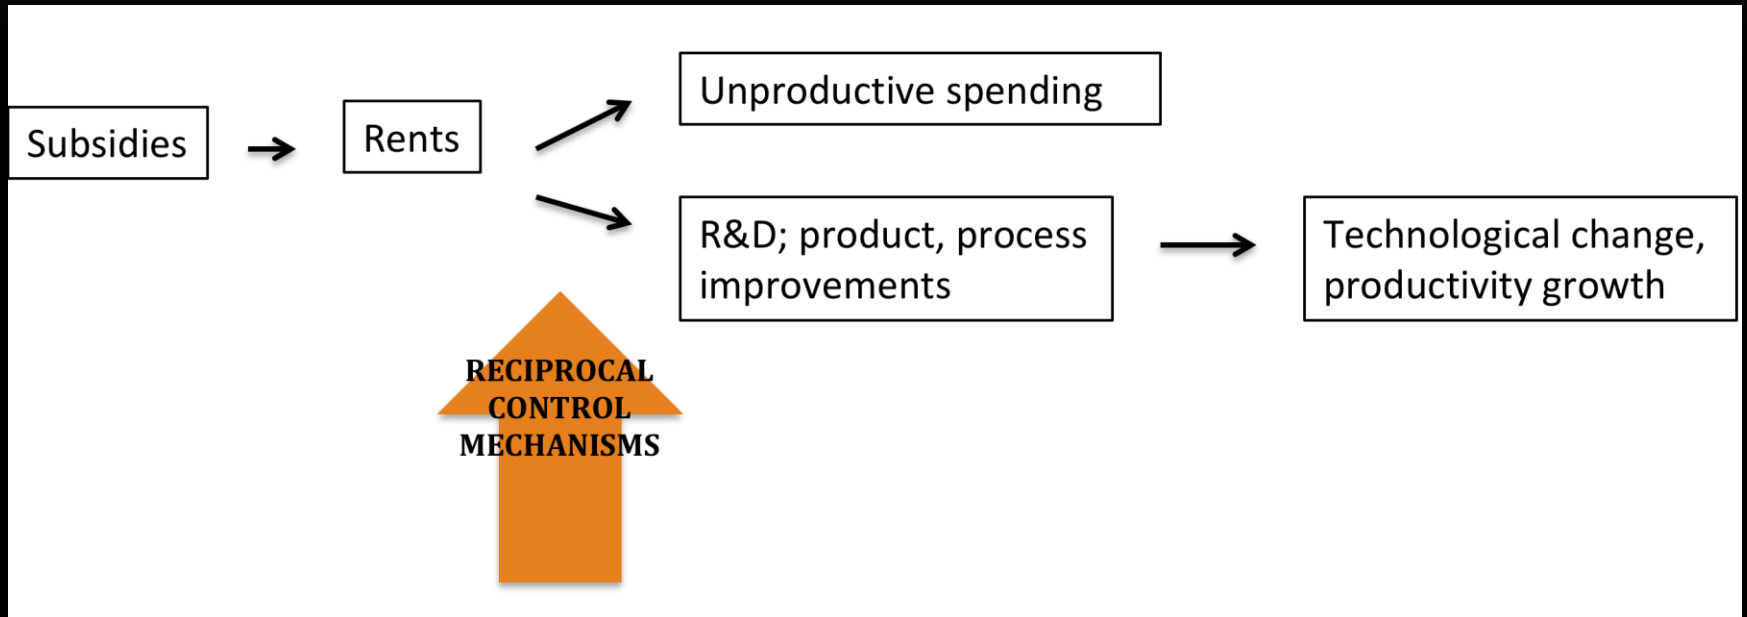 Subsidies
Rents
Unproductive spending
R&D; product, process
improvements
Technological change,
productivity growth
RECIPROCAL
CONTROL
MECHANISMS